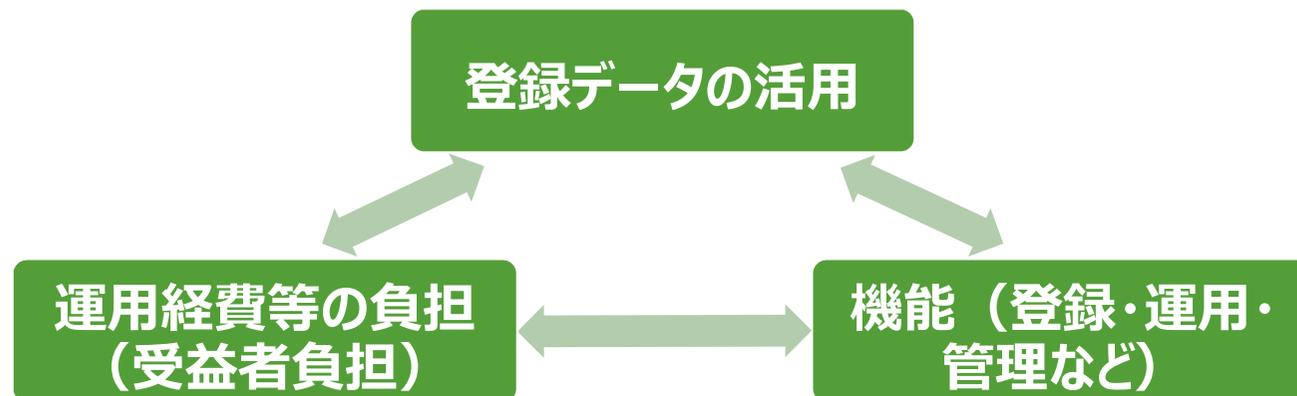 登録データの活用
運用経費等の負担
（受益者負担）
機能（登録・運用・
管理など）